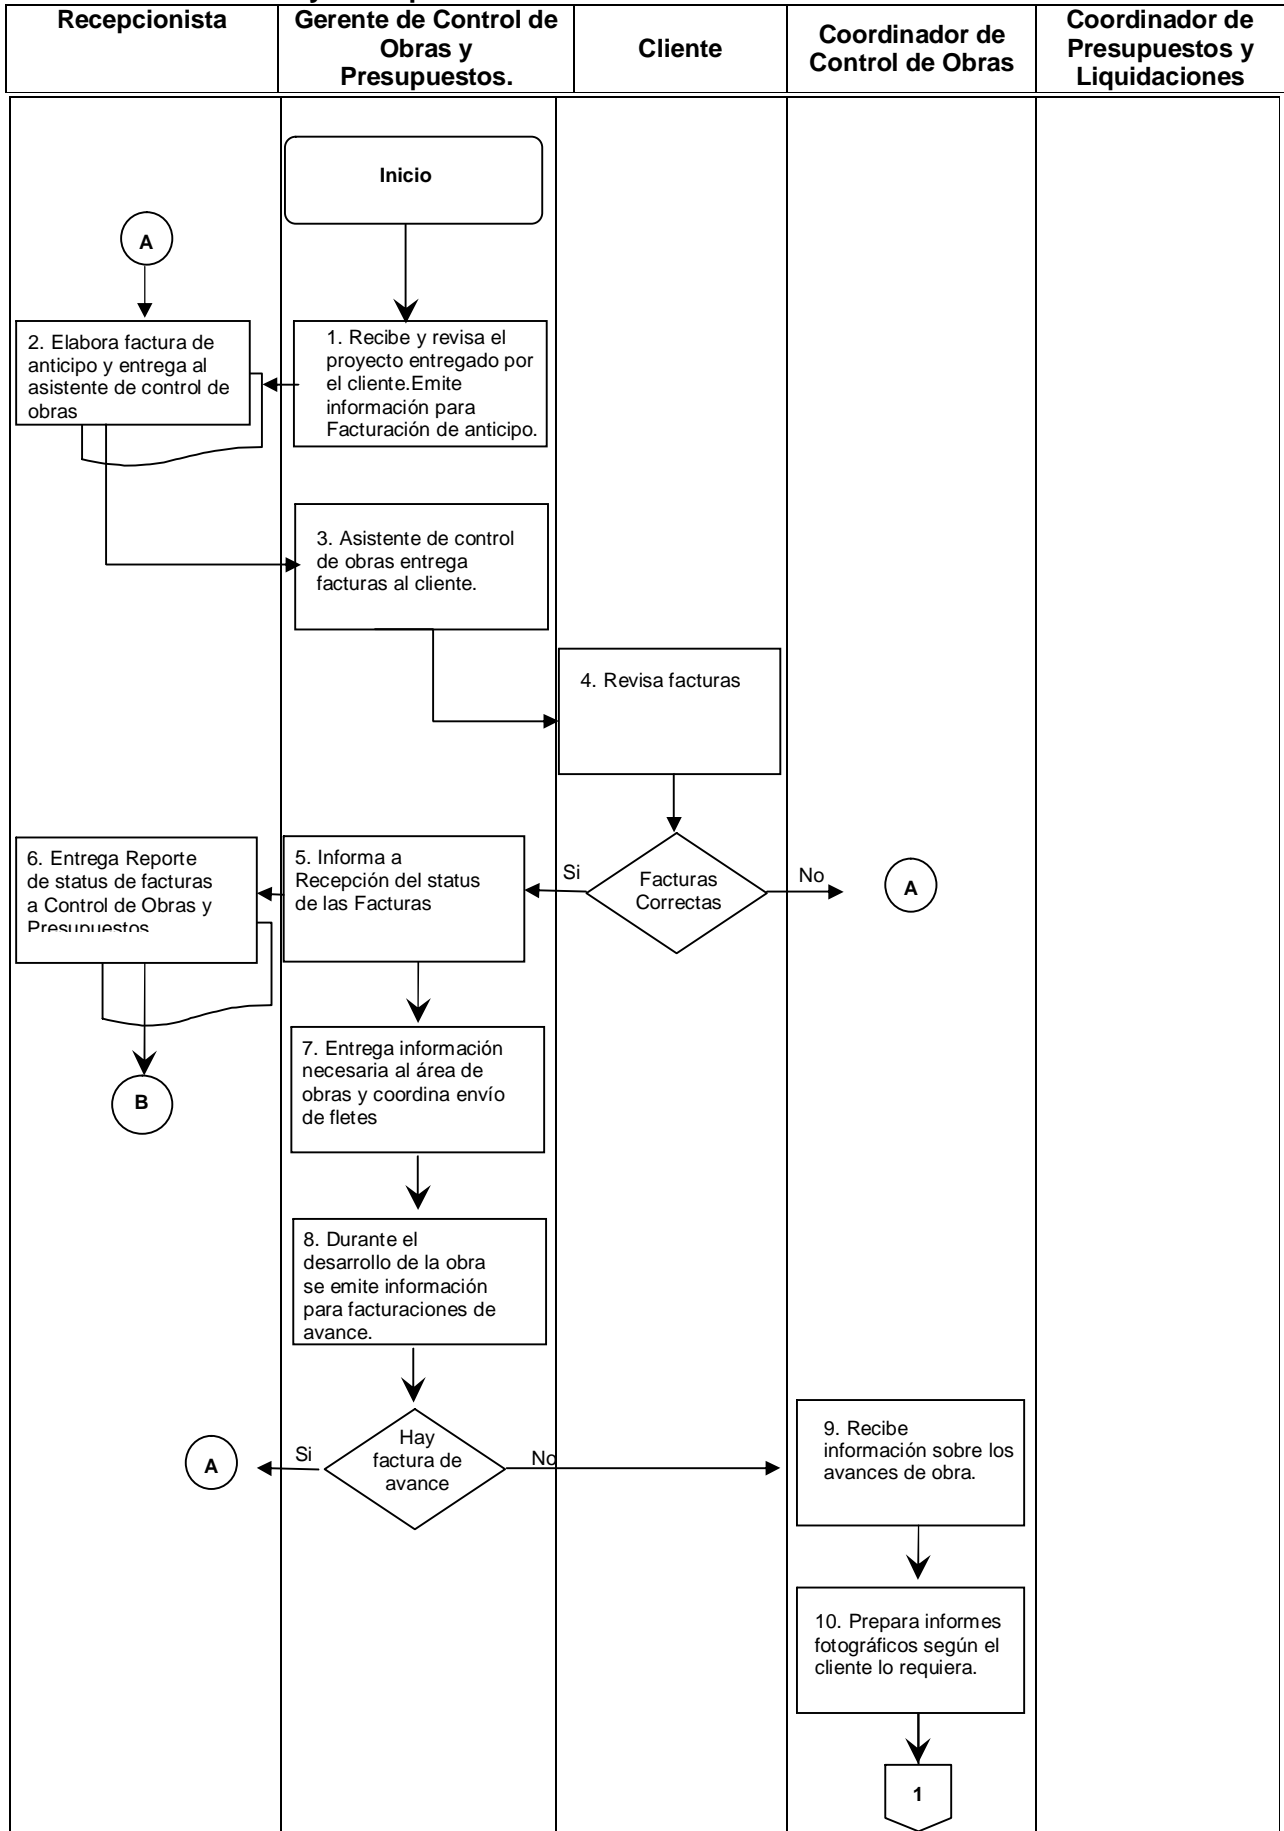 Recepcionista
Gerente de Control de
Obras y
Presupuestos.
Cliente
Coordinador de
Control de Obras
Coordinador de
Presupuestos y
Liquidaciones
Inicio
A
2. Elabora factura de
anticipo y entrega al
asistente de control de
obras
1. Recibe y revisa el
proyecto entregado por
el cliente.Emite
información para
Facturación de anticipo.
3. Asistente de control
de obras entrega
facturas al cliente.
4. Revisa facturas
6. Entrega Reporte
de status de facturas
a Control de Obras y
Presupuestos
5. Informa a
Recepción del status
de las Facturas
Si
Facturas
Correctas
No
A
7. Entrega información
necesaria al área de
obras y coordina envío
de fletes
B
8. Durante el
desarrollo de la obra
se emite información
para facturaciones de
avance.
A
Si
Hay
factura de
avance
No
9. Recibe
información sobre los
avances de obra.
10. Prepara informes
fotográficos según el
cliente lo requiera.
1